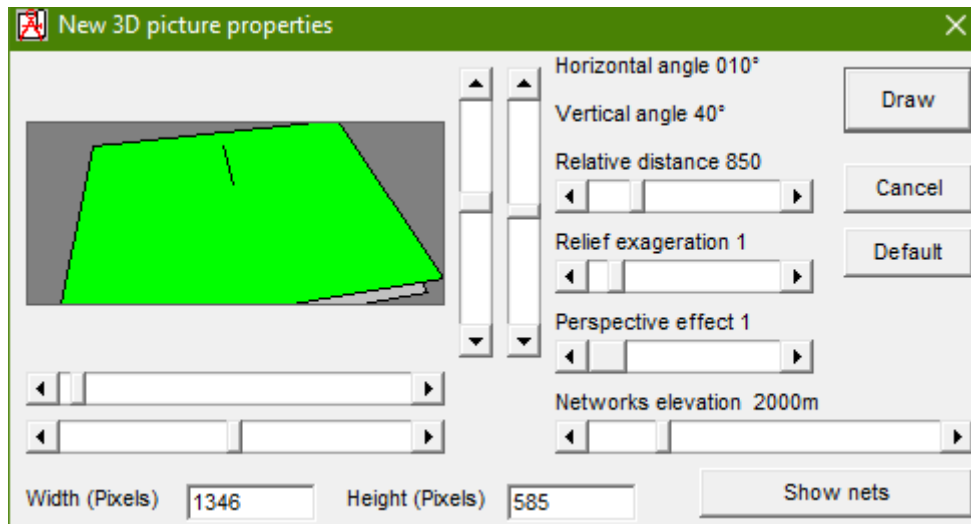 New 3D picture properties
Horizontal angle 010°
Vertical angle 40°
Relative distance 850
Relief exageration 1
Perspective effect 1
Networks elevation 2000m
Draw
Cancel
Default
Width (Pixels) 1346 Height (Pixels) 585 Show nets